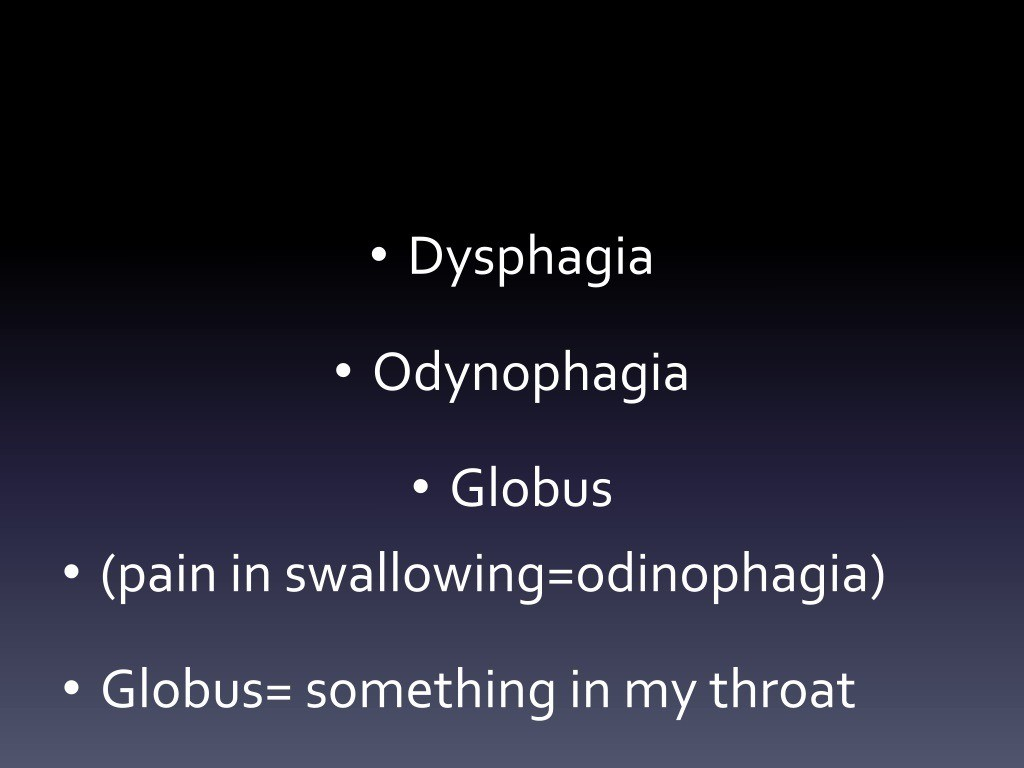 • Dysphagia
• Odynophagia
• Globus
• (pain in swallowing=odinophagia)
• Globus= something in my throat